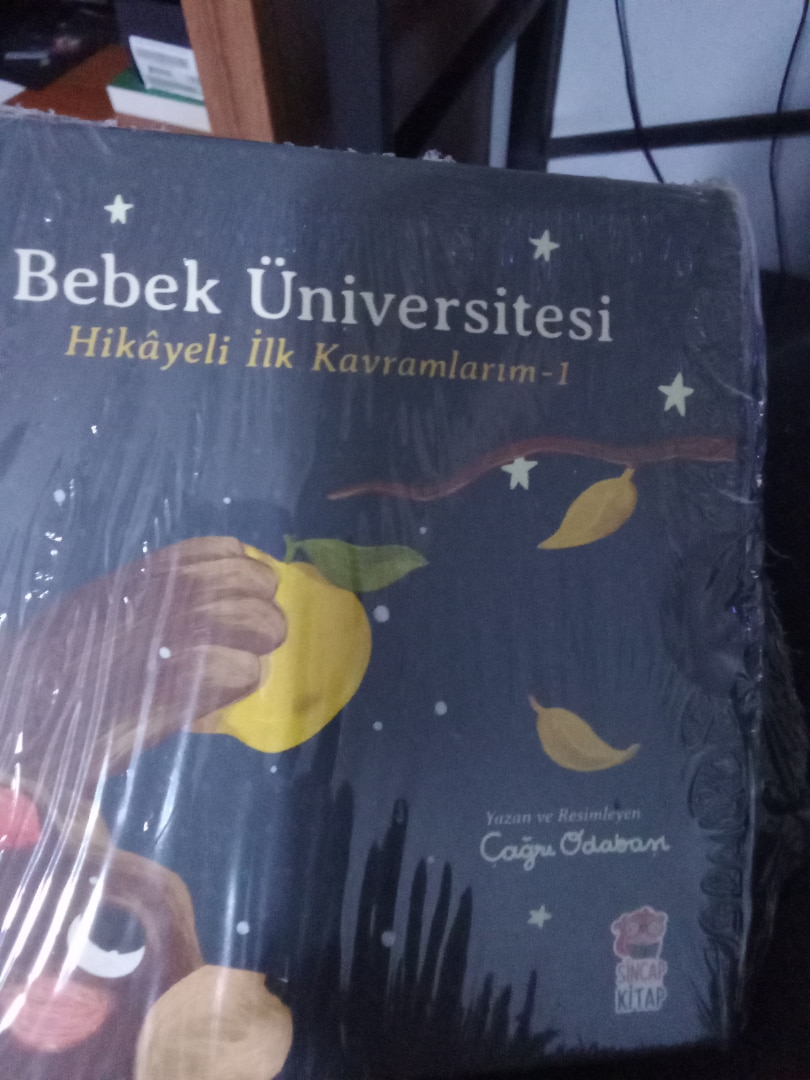 Bebek Üniversitesi
Hikâyeli İlk Kavramlarım-1
Yazan ve Resimleyen
Çağrı Odabaşı
SİNCAP
KİTAP